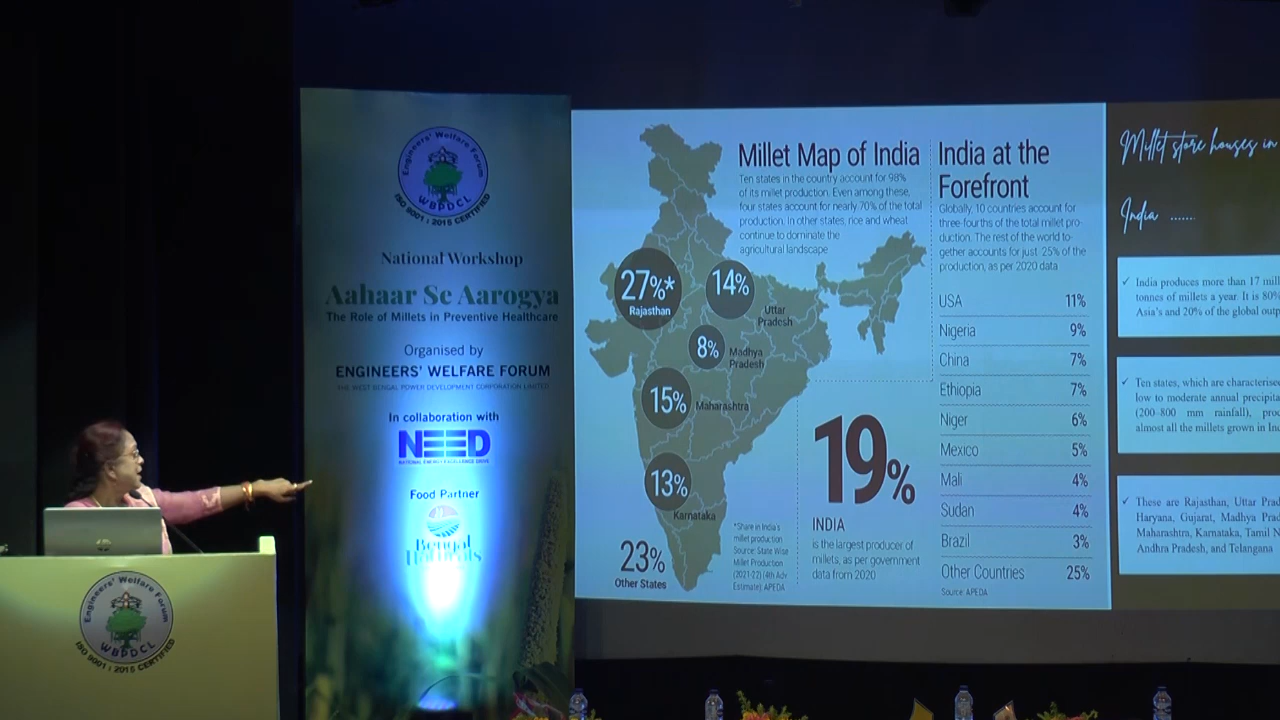 Engineers' Welfare Forum
WBPDCL
ISO 9001 : 2015 CERTIFIED
National Workshop
Aahaar Se Aarogya
The Role of Millets in Preventive Healthcare
Organised by
ENGINEERS' WELFARE FORUM
THE WEST BENGAL POWER DEVELOPMENT CORPORATION LIMITED
In collaboration with
NEED
Food Partner
Bengal
Engineers' Welfare Forum
WBPDCL
ISO 9001 : 2015 CERTIFIED
Millet Map of India
Ten states in the country account for 98%
of its millet production. Even among these,
four states account for nearly 70% of the total
production. In other states, rice and wheat
continue to dominate the
agricultural landscape
27%*
Rajasthan
14%
Uttar
Pradesh
8%
Madhya
Pradesh
15%
Maharashtra
13%
Karnataka
23%
Other States
*Share in India's
millet production
Source: State Wise
Millet Production
(2021-22) (4th Adv
Estimate) APEDA
19%
INDIA
is the largest producer of
millets, as per government
data from 2020
India at the
Forefront
Globally, 10 countries account for
three-fourths of the total millet pro-
duction. The rest of the world to-
gether accounts for just 25% of the
production, as per 2020 data
USA 11%
Nigeria 9%
China 7%
Ethiopia 7%
Niger 6%
Mexico 5%
Mali 4%
Sudan 4%
Brazil 3%
Other Countries 25%
Source: APEDA
Millet store houses in
India .......
✓ India produces more than 17 mill
tonnes of millets a year. It is 80%
Asia's and 20% of the global outp
✓ Ten states, which are characterise
low to moderate annual precipita
(200-800 mm rainfall), proc
almost all the millets grown in Ind
✓ These are Rajasthan, Uttar Prad
Haryana, Gujarat, Madhya Prad
Maharashtra, Karnataka, Tamil N
Andhra Pradesh, and Telangana